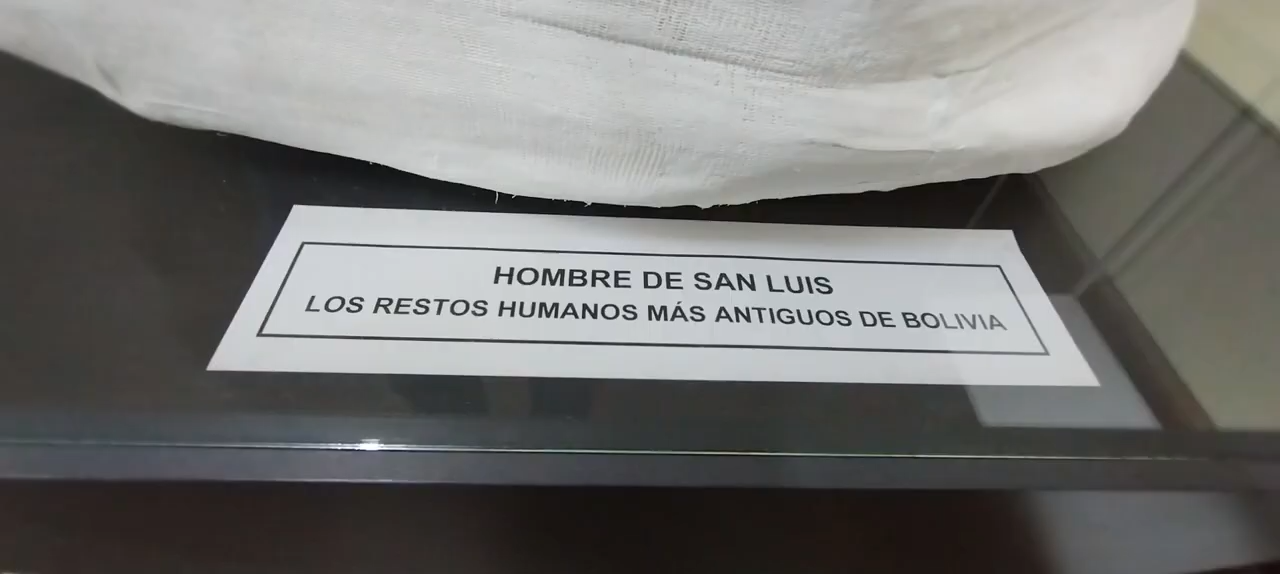 HOMBRE DE SAN LUIS
LOS RESTOS HUMANOS MÁS ANTIGUOS DE BOLIVIA